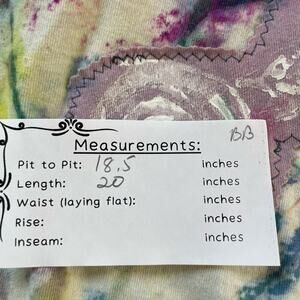 BB
Measurements:
Pit to Pit: 18.5 inches
Length: 20 inches
Waist (laying flat): inches
Rise: inches
Inseam: inches